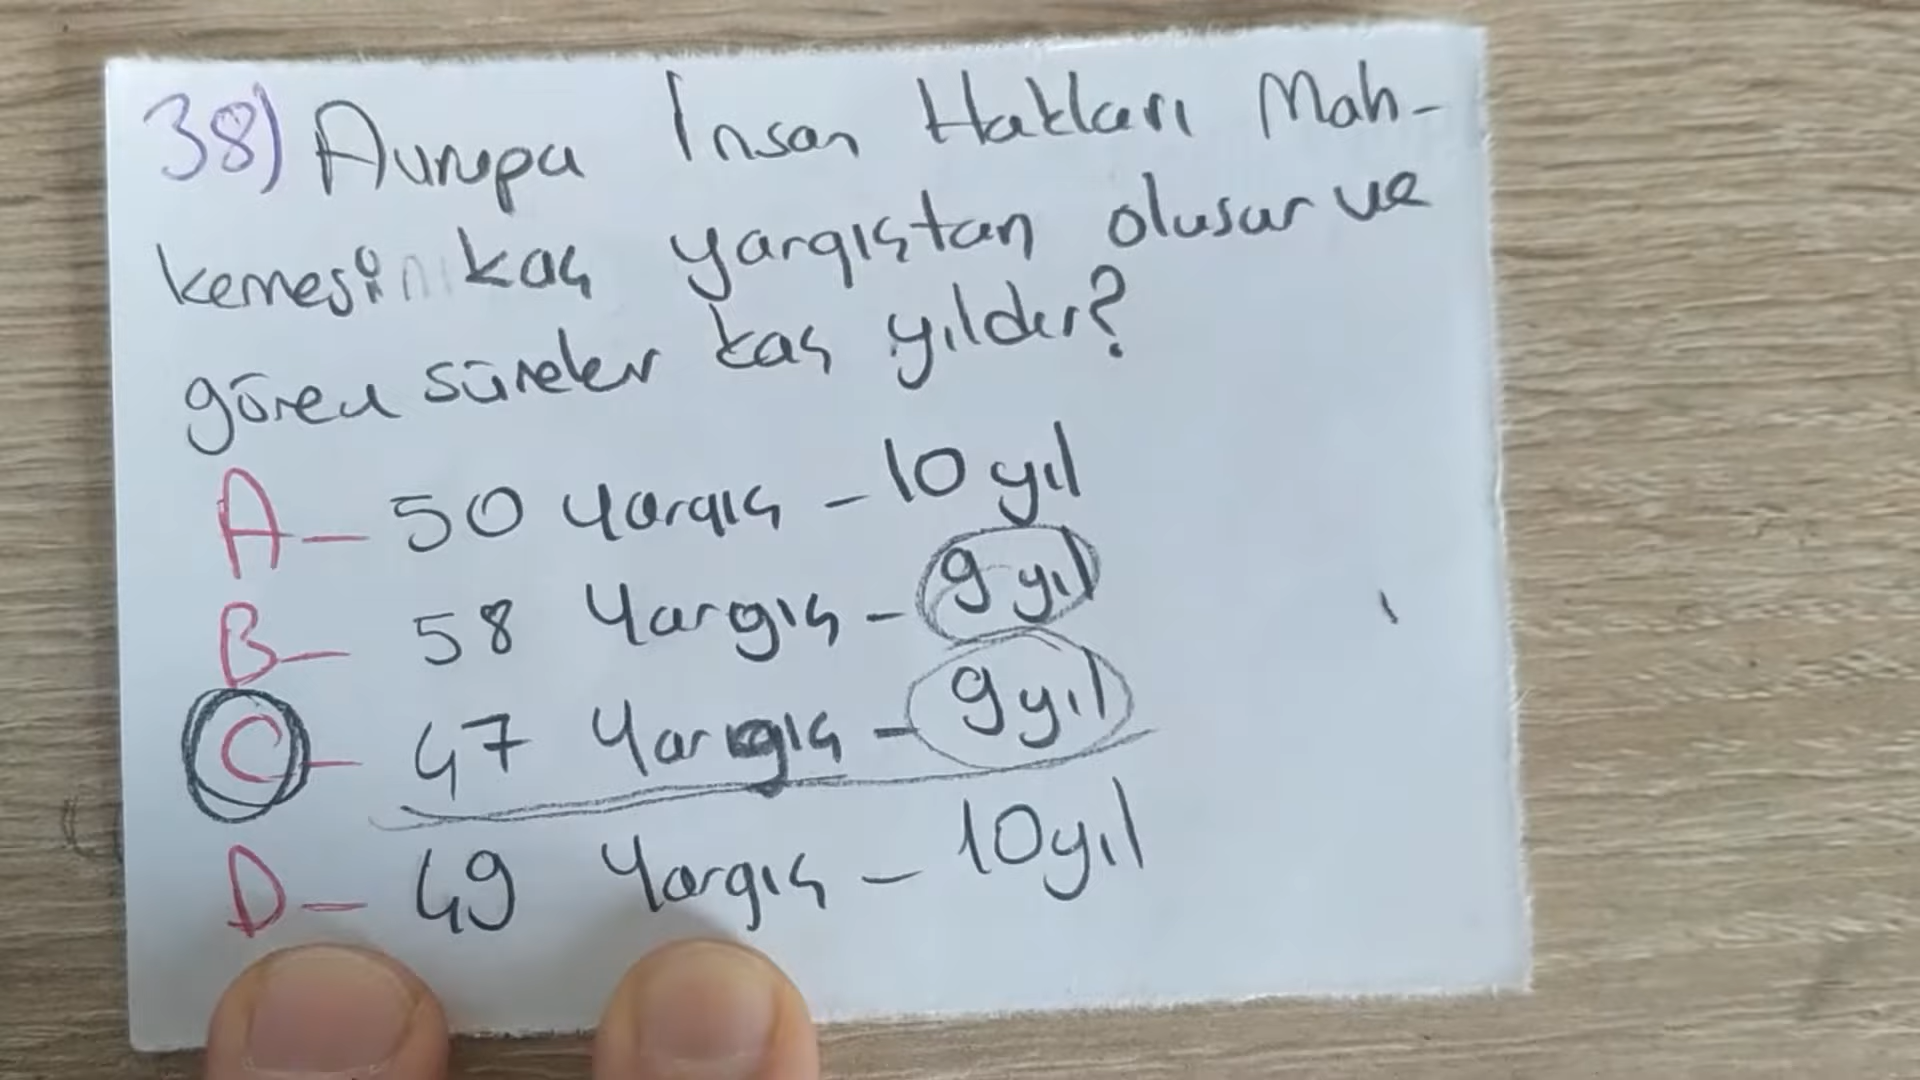 38) Avrupa İnsan Hakları Mah-
kemesi kaç yargıçtan olusur ve
görev süreler kaç yıldır?
A- 50 Yargıç - 10 yıl
B- 58 Yargıç - 9 yıl
C- 47 Yargıç - 9 yıl
D- 49 Yargıç - 10 yıl